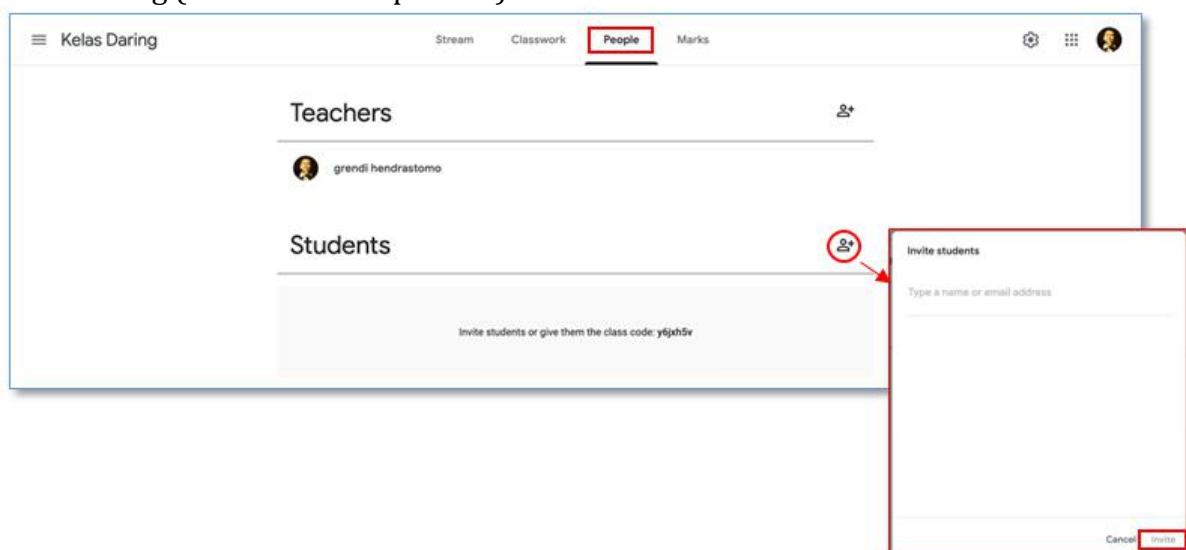 Kelas Daring
Stream Classwork People Marks
Teachers
grendi hendrastomo
Students
Invite students or give them the class code: y6jxh5v
Invite students
Type a name or email address
Cancel Invite